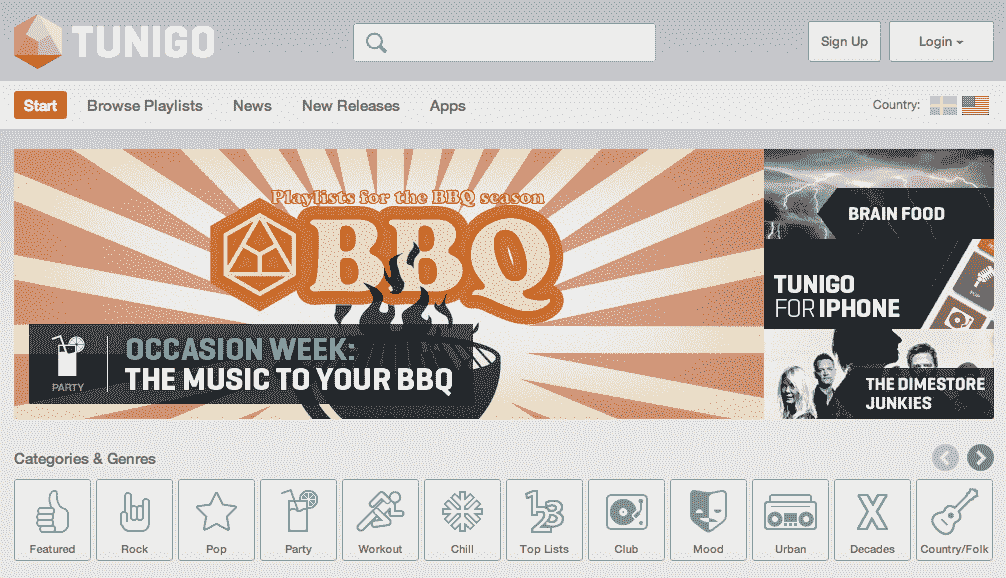 TUNIGO
Sign Up
Login
Start
Browse Playlists
News
New Releases
Apps
Country:
Playlists for the BBQ season
BBQ
PARTY
OCCASION WEEK:
THE MUSIC TO YOUR BBQ
BRAIN FOOD
TUNIGO
FOR IPHONE
THE DIMESTORE
JUNKIES
Categories & Genres
Featured
Rock
Pop
Party
Workout
Chill
123
Top Lists
Club
Mood
Urban
X
Decades
Country/Folk